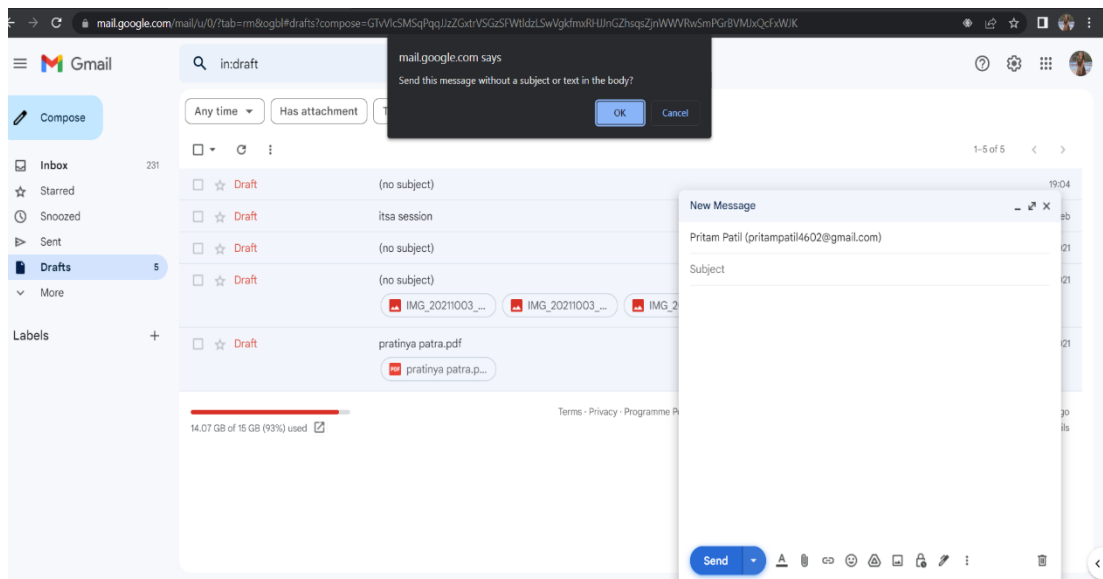 mail.google.com/mail/u/0/?tab=rm&ogbl#drafts?compose=
Gmail
in:draft
mail.google.com says
Send this message without a subject or text in the body?
OK Cancel
Compose
Any time Has attachment
1–5 of 5
Inbox 231
Starred
Snoozed
Sent
Drafts 5
More
Labels +
Draft (no subject) 19:04
Draft itsa session
Draft (no subject)
Draft (no subject)
IMG_20211003_... IMG_20211003_... IMG_2
Draft pratinya patra.pdf
PDF pratinya patra.p...
14.07 GB of 15 GB (93%) used
Terms · Privacy · Programme
New Message
Pritam Patil (pritampatil4602@gmail.com)
Subject
Send